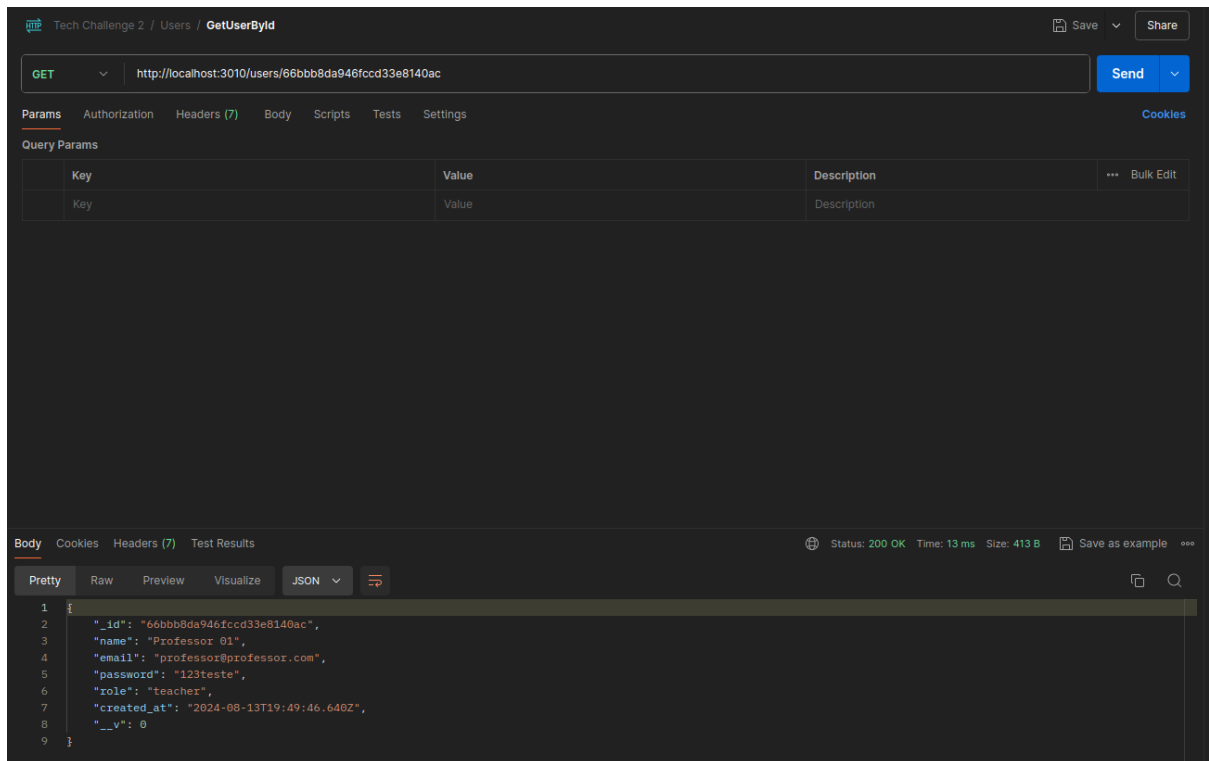 HTTP Tech Challenge 2 / Users / GetUserById Save Share
GET http://localhost:3010/users/66bbb8da946fccd33e8140ac Send
Params Authorization Headers (7) Body Scripts Tests Settings Cookies
Query Params
Key Value Description ••• Bulk Edit
Key Value Description
Body Cookies Headers (7) Test Results Status: 200 OK Time: 13 ms Size: 413 B Save as example
Pretty Raw Preview Visualize JSON
1 {
2 "_id": "66bbb8da946fccd33e8140ac",
3 "name": "Professor 01",
4 "email": "professor@professor.com",
5 "password": "123teste",
6 "role": "teacher",
7 "created_at": "2024-08-13T19:49:46.640Z",
8 "__v": 0
9 }